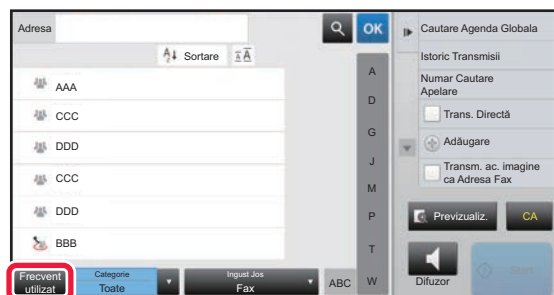 Adresa
OK
Sortare
AAA
CCC
DDD
CCC
DDD
BBB
A
D
G
J
M
P
T
W
Frecvent
utilizat
Categorie
Toate
Ingust Jos
Fax
ABC
Cautare Agenda Globala
Istoric Transmisii
Numar Cautare
Apelare
Trans. Directă
Adăugare
Transm. ac. imagine
ca Adresa Fax
Previzualiz.
CA
Difuzor
Start